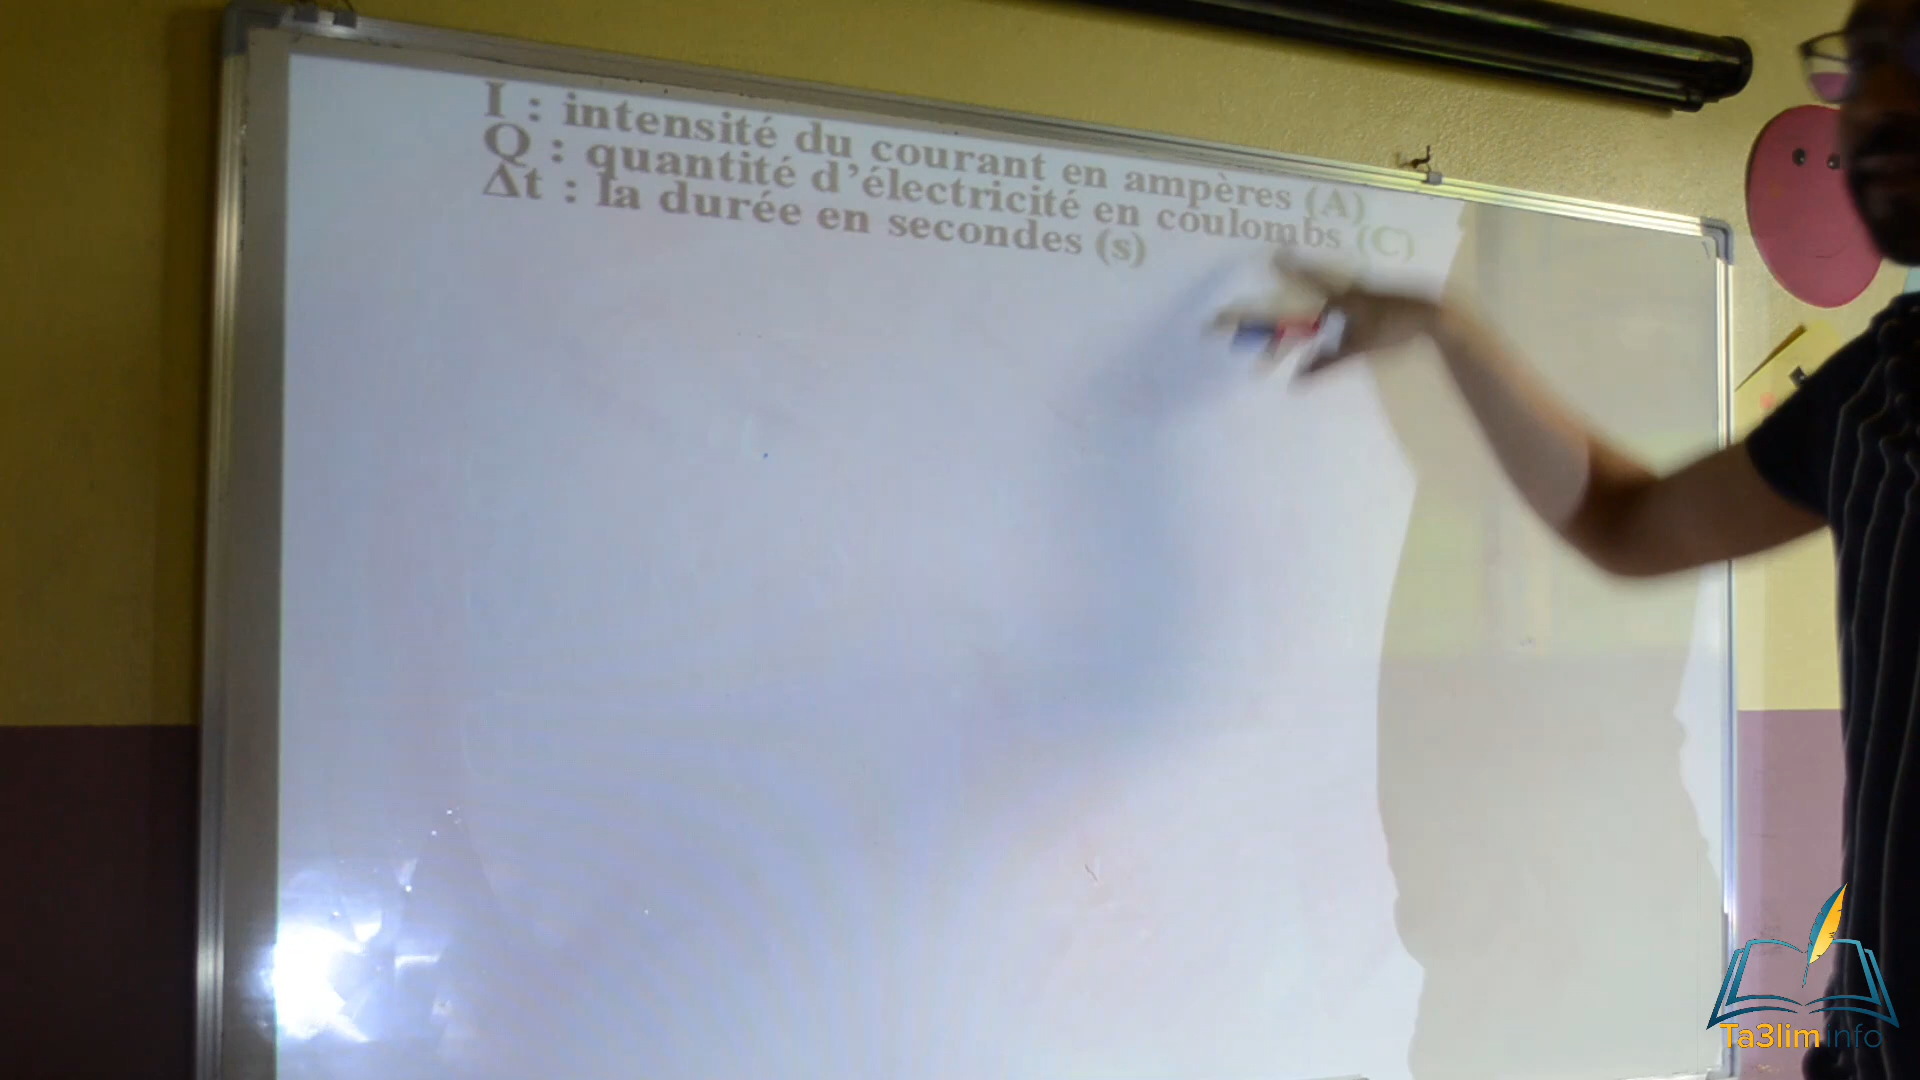 I : intensité du courant en ampères (A)
Q : quantité d’électricité en coulombs (C)
Δt : la durée en secondes (s)
Ta3lim info